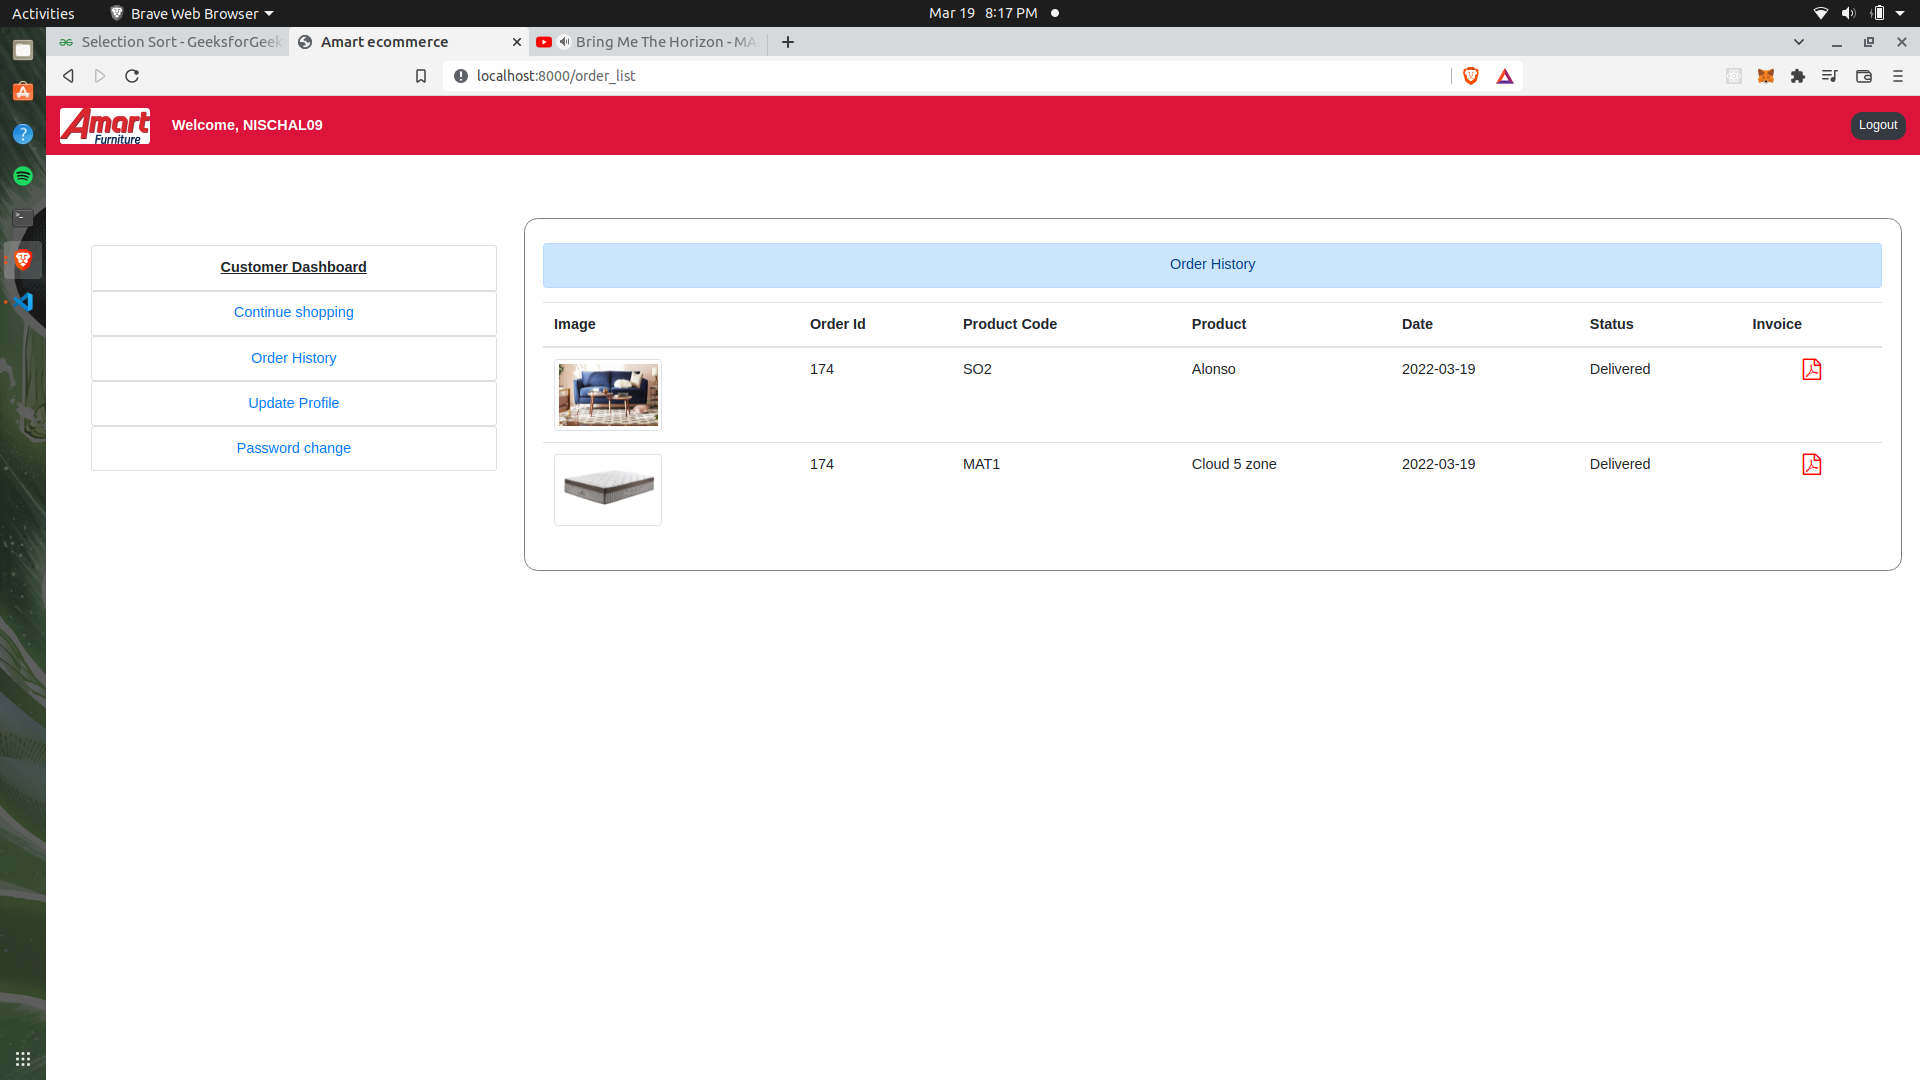 Activities Brave Web Browser Mar 19 8:17 PM
Selection Sort - GeeksforGeek Amart ecommerce Bring Me The Horizon - MA
localhost:8000/order_list
Amart
Furniture
Welcome, NISCHAL09
Logout
Customer Dashboard
Continue shopping
Order History
Update Profile
Password change
Order History
Image Order Id Product Code Product Date Status Invoice
174 SO2 Alonso 2022-03-19 Delivered
174 MAT1 Cloud 5 zone 2022-03-19 Delivered